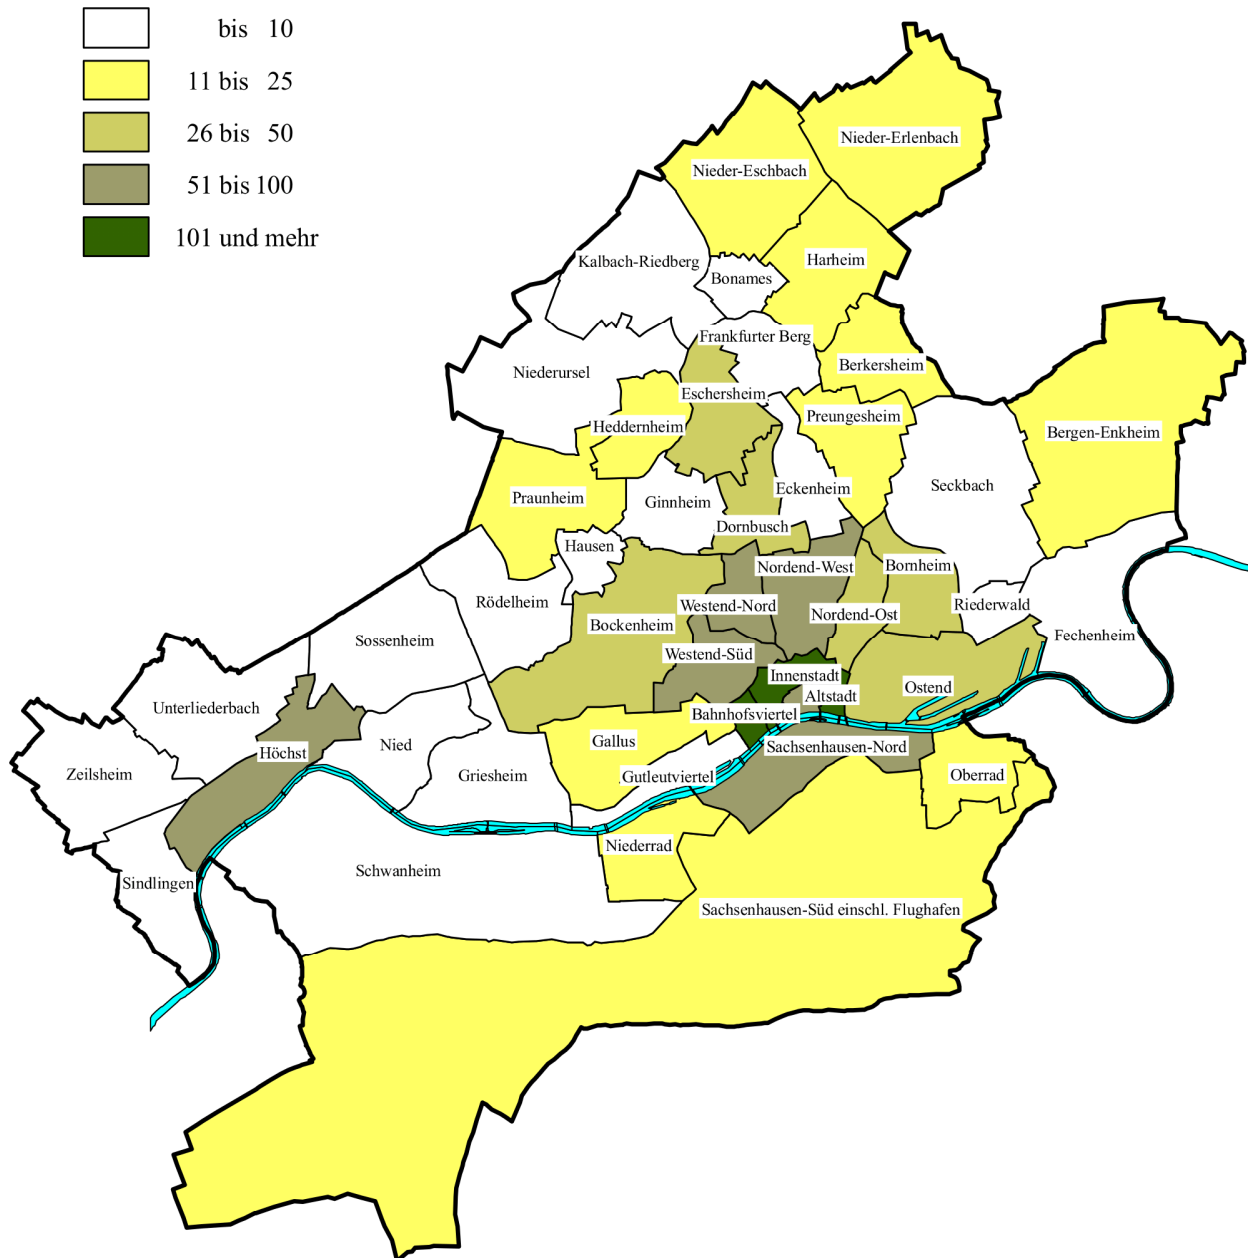 bis 10
11 bis 25
26 bis 50
51 bis 100
101 und mehr
Nieder-Erlenbach
Nieder-Eschbach
Kalbach-Riedberg
Harheim
Bonames
Frankfurter Berg
Niederursel
Berkersheim
Eschersheim
Preungesheim
Heddernheim
Bergen-Enkheim
Seckbach
Eckenheim
Praunheim
Ginnheim
Dornbusch
Hausen
Nordend-West
Bornheim
Rödelheim
Westend-Nord
Riederwald
Nordend-Ost
Bockenheim
Fechenheim
Sossenheim
Westend-Süd
Innenstadt
Ostend
Altstadt
Unterliederbach
Bahnhofsviertel
Gallus
Nied
Sachsenhausen-Nord
Höchst
Zeilsheim
Griesheim
Gutleutviertel
Oberrad
Niederrad
Schwanheim
Sindlingen
Sachsenhausen-Süd einschl. Flughafen